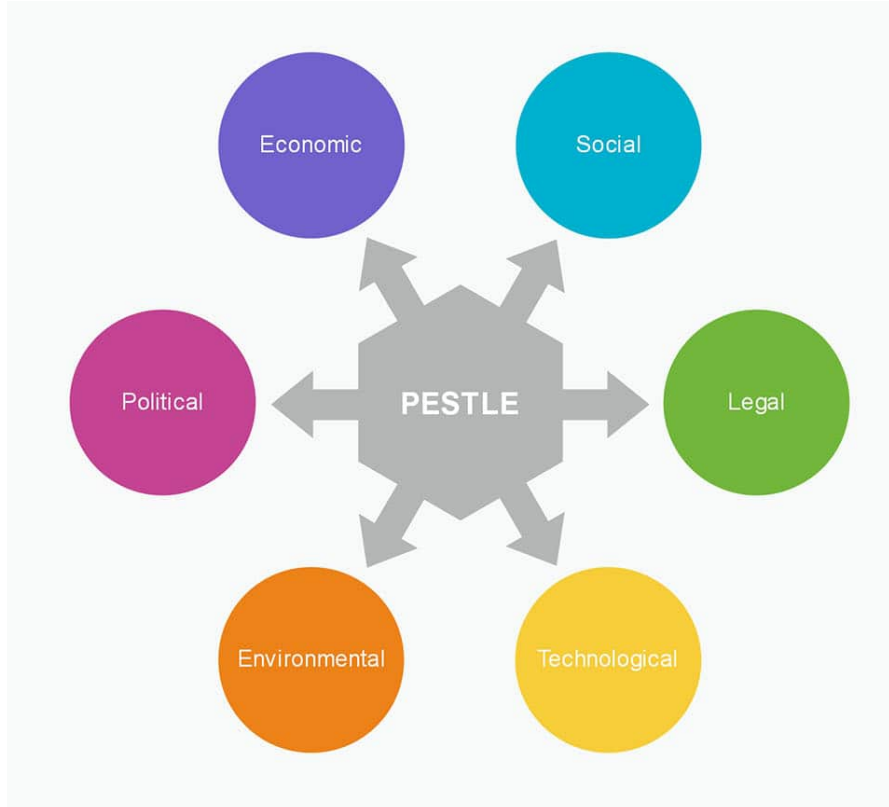 Economic
Social
Political
PESTLE
Legal
Environmental
Technological